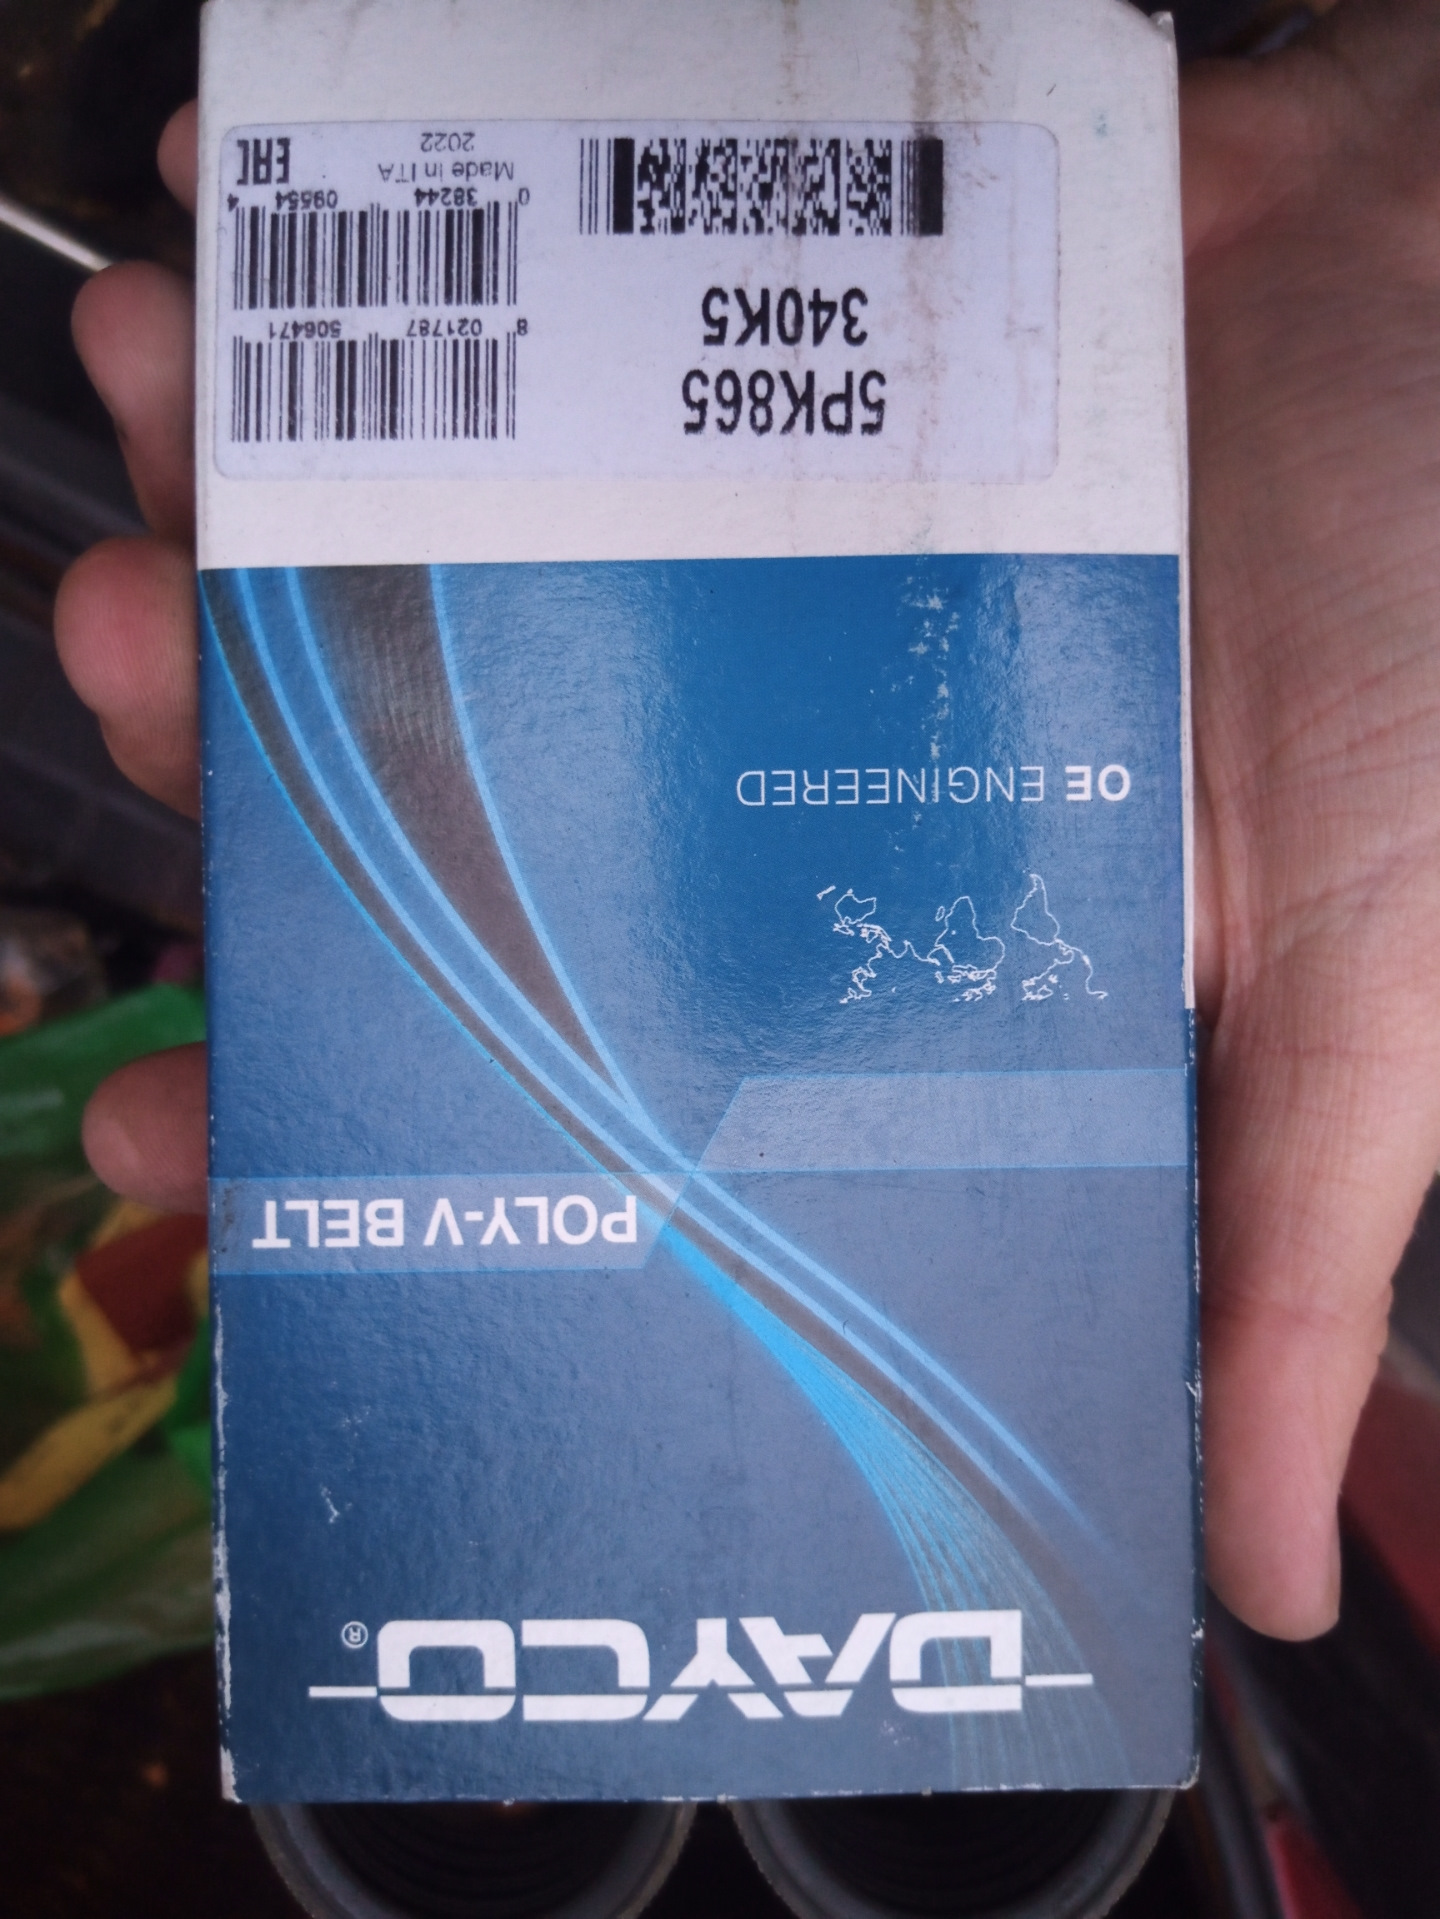 DAYCO®
POLY-V BELT
OE ENGINEERED
5PK865
340K5
8 021787 506471
0 38244 09554 4
Made in ITA
2022
EAC